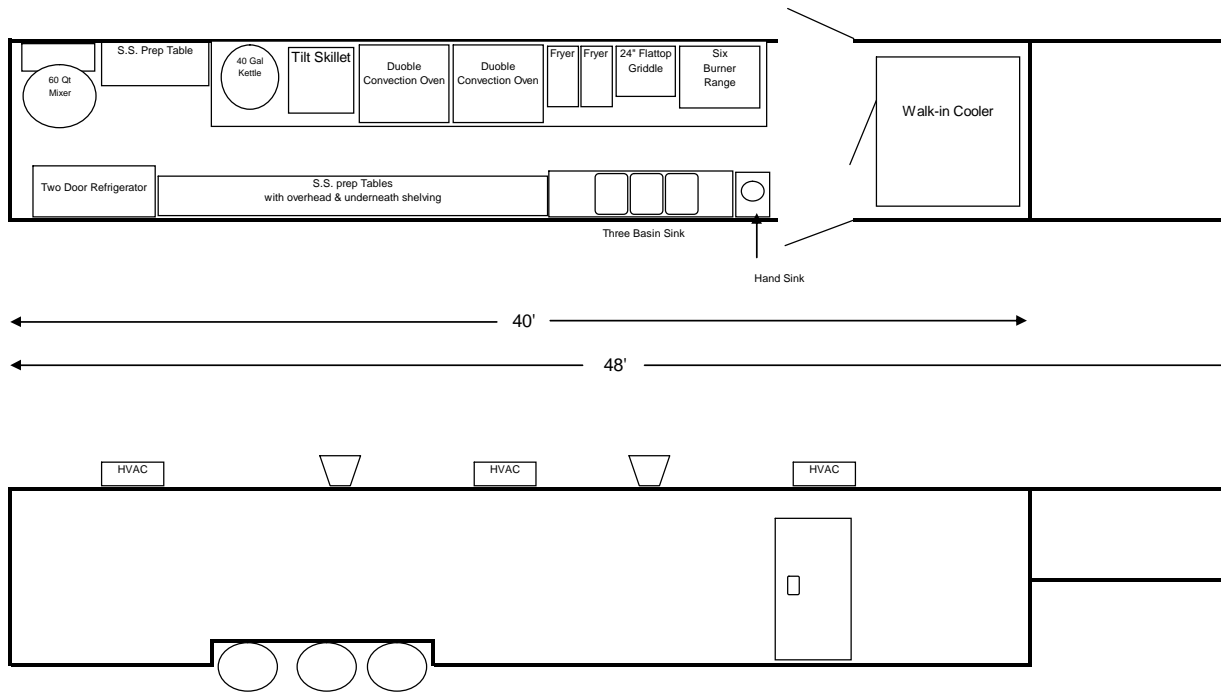 S.S. Prep Table
60 Qt
Mixer
40 Gal
Kettle
Tilt Skillet
Duoble
Convection Oven
Duoble
Convection Oven
Fryer
Fryer
24" Flattop
Griddle
Six
Burner
Range
Walk-in Cooler
Two Door Refrigerator
S.S. prep Tables
with overhead & underneath shelving
Three Basin Sink
Hand Sink
40'
48'
HVAC
HVAC
HVAC